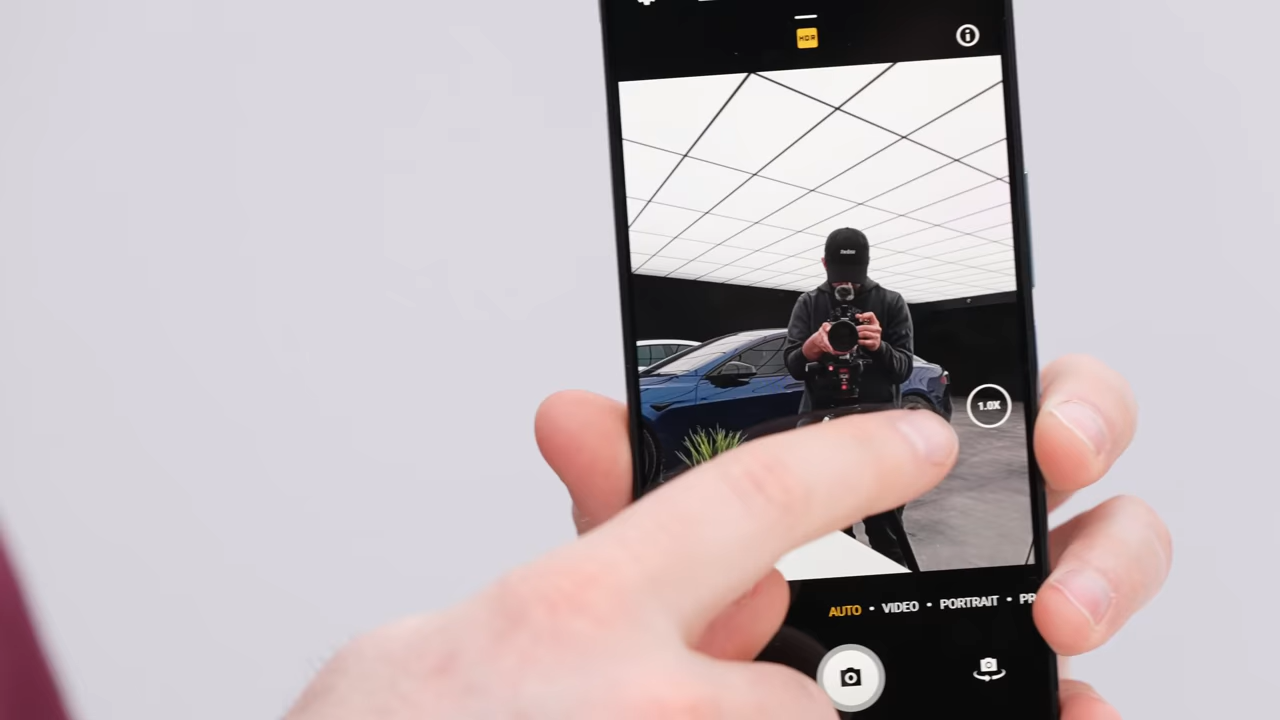 HDR
1.0X
AUTO • VIDEO • PORTRAIT • PR